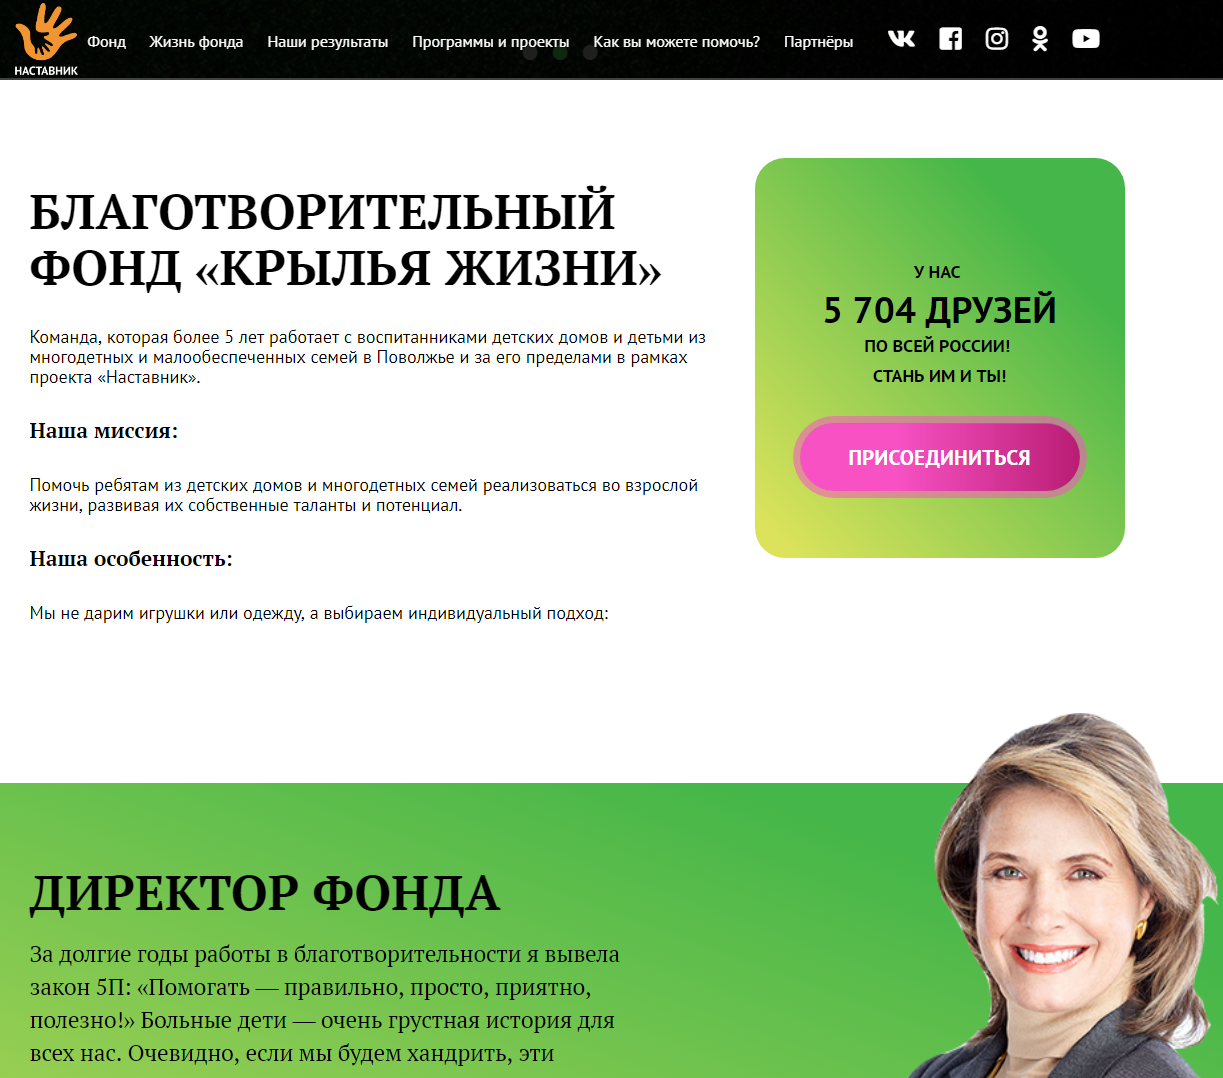 НАСТАВНИК
Фонд
Жизнь фонда
Наши результаты
Программы и проекты
Как вы можете помочь?
Партнёры
БЛАГОТВОРИТЕЛЬНЫЙ
ФОНД «КРЫЛЬЯ ЖИЗНИ»
Команда, которая более 5 лет работает с воспитанниками детских домов и детьми из
многодетных и малообеспеченных семей в Поволжье и за его пределами в рамках
проекта «Наставник».
Наша миссия:
Помочь ребятам из детских домов и многодетных семей реализоваться во взрослой
жизни, развивая их собственные таланты и потенциал.
Наша особенность:
Мы не дарим игрушки или одежду, а выбираем индивидуальный подход:
У НАС
5 704 ДРУЗЕЙ
ПО ВСЕЙ РОССИИ!
СТАНЬ ИМ И ТЫ!
ПРИСОЕДИНИТЬСЯ
ДИРЕКТОР ФОНДА
За долгие годы работы в благотворительности я вывела
закон 5П: «Помогать — правильно, просто, приятно,
полезно!» Больные дети — очень грустная история для
всех нас. Очевидно, если мы будем хандрить, эти